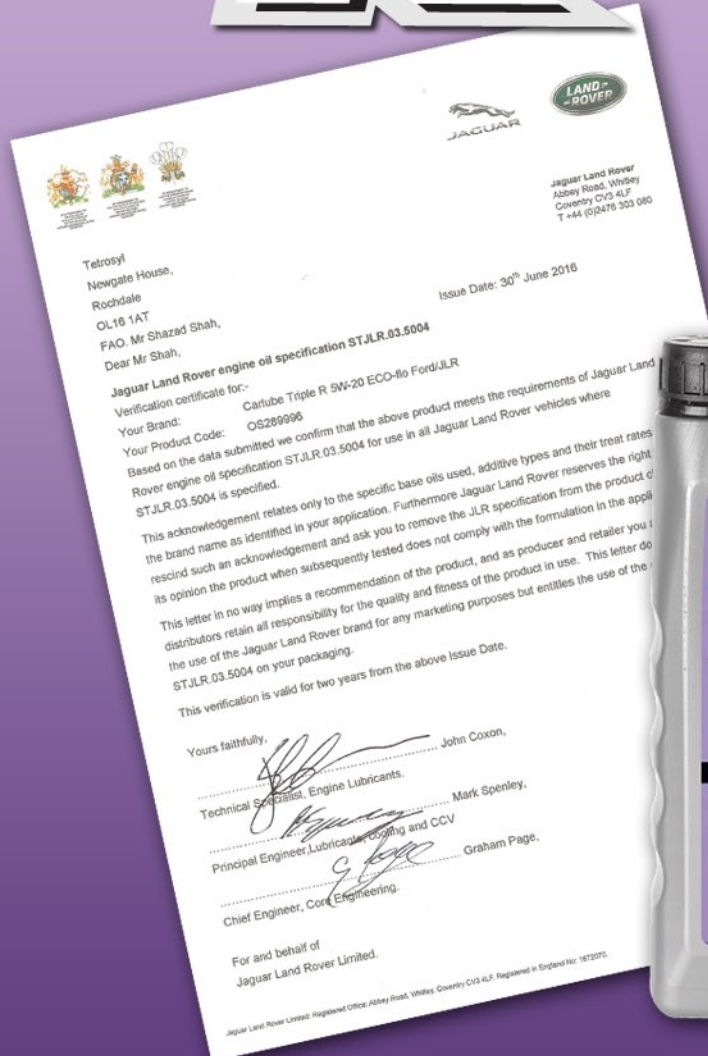 JAGUAR
LAND-
-ROVER
Jaguar Land Rover
Abbey Road, Whitley
Coventry CV3 4LF
T +44 (0)2476 303 080
Tetrosyl
Newgate House,
Rochdale
OL16 1AT
FAO. Mr Shazad Shah,
Issue Date: 30th June 2016
Dear Mr Shah,
Jaguar Land Rover engine oil specification STJLR.03.5004
Verification certificate for:-
Your Brand: Carlube Triple R 5W-20 ECO-flo Ford/JLR
Your Product Code: OS289996
Based on the data submitted we confirm that the above product meets the requirements of Jaguar Land
Rover engine oil specification STJLR.03.5004 for use in all Jaguar Land Rover vehicles where
STJLR.03.5004 is specified.
This acknowledgement relates only to the specific base oils used, additive types and their treat rates
the brand name as identified in your application. Furthermore Jaguar Land Rover reserves the right
rescind such an acknowledgement and ask you to remove the JLR specification from the product
its opinion the product when subsequently tested does not comply with the formulation in the
This letter in no way implies a recommendation of the product, and as producer and retailer you
distributors retain all responsibility for the quality and fitness of the product in use. This letter
the use of the Jaguar Land Rover brand for any marketing purposes but entitles the use of the
STJLR.03.5004 on your packaging.
This verification is valid for two years from the above Issue Date.
Yours faithfully,
John Coxon,
Technical Specialist, Engine Lubricants.
Mark Spenley,
Principal Engineer, Lubricants, cooling and CCV
Graham Page,
Chief Engineer, Core Engineering.
For and behalf of
Jaguar Land Rover Limited.
Jaguar Land Rover Limited: Registered Office: Abbey Road, Whitley, Coventry CV3 4LF. Registered in England No: 1672070.